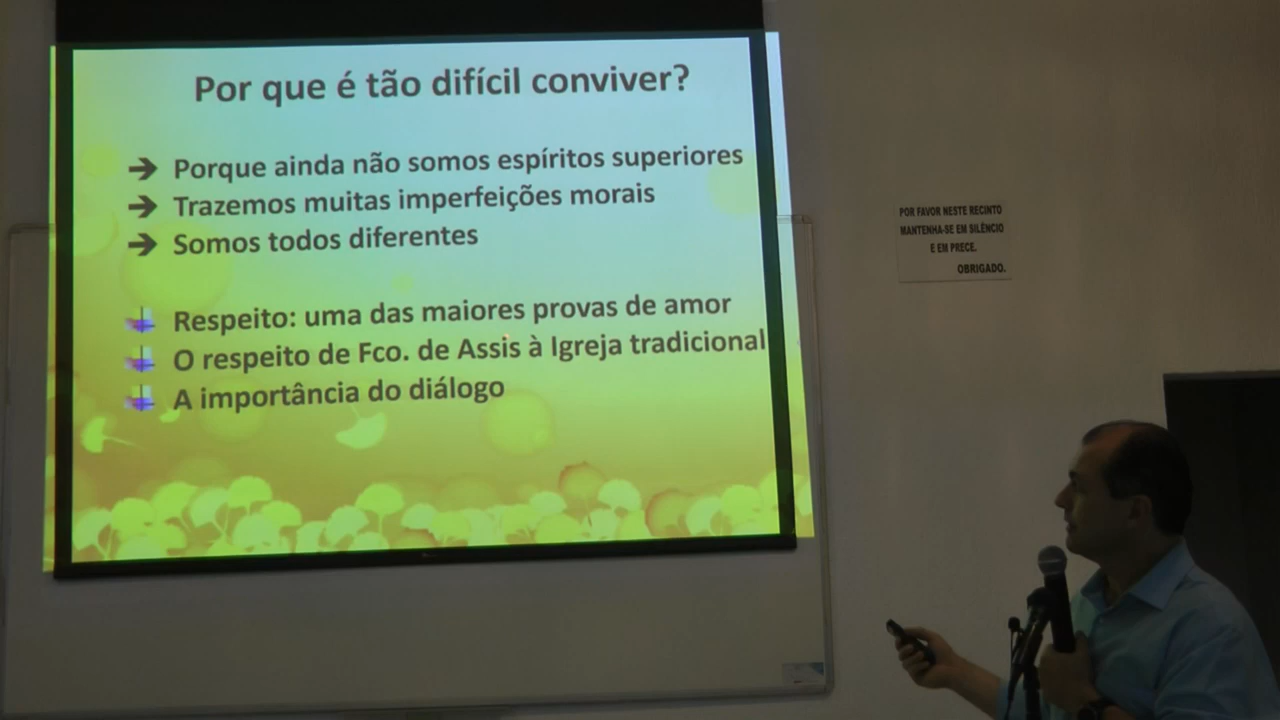 Por que é tão difícil conviver?
Porque ainda não somos espíritos superiores
Trazemos muitas imperfeições morais
Somos todos diferentes
Respeito: uma das maiores provas de amor
O respeito de Fco. de Assis à Igreja tradicional
A importância do diálogo
POR FAVOR NESTE RECINTO
MANTENHA-SE EM SILÊNCIO
E EM PRECE.
OBRIGADO.